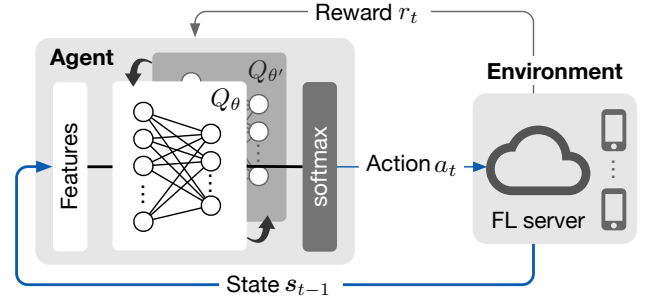 Reward r_t
Agent
Q_θ'
Environment
Q_θ
Features
softmax
Action a_t
FL server
State s_{t−1}